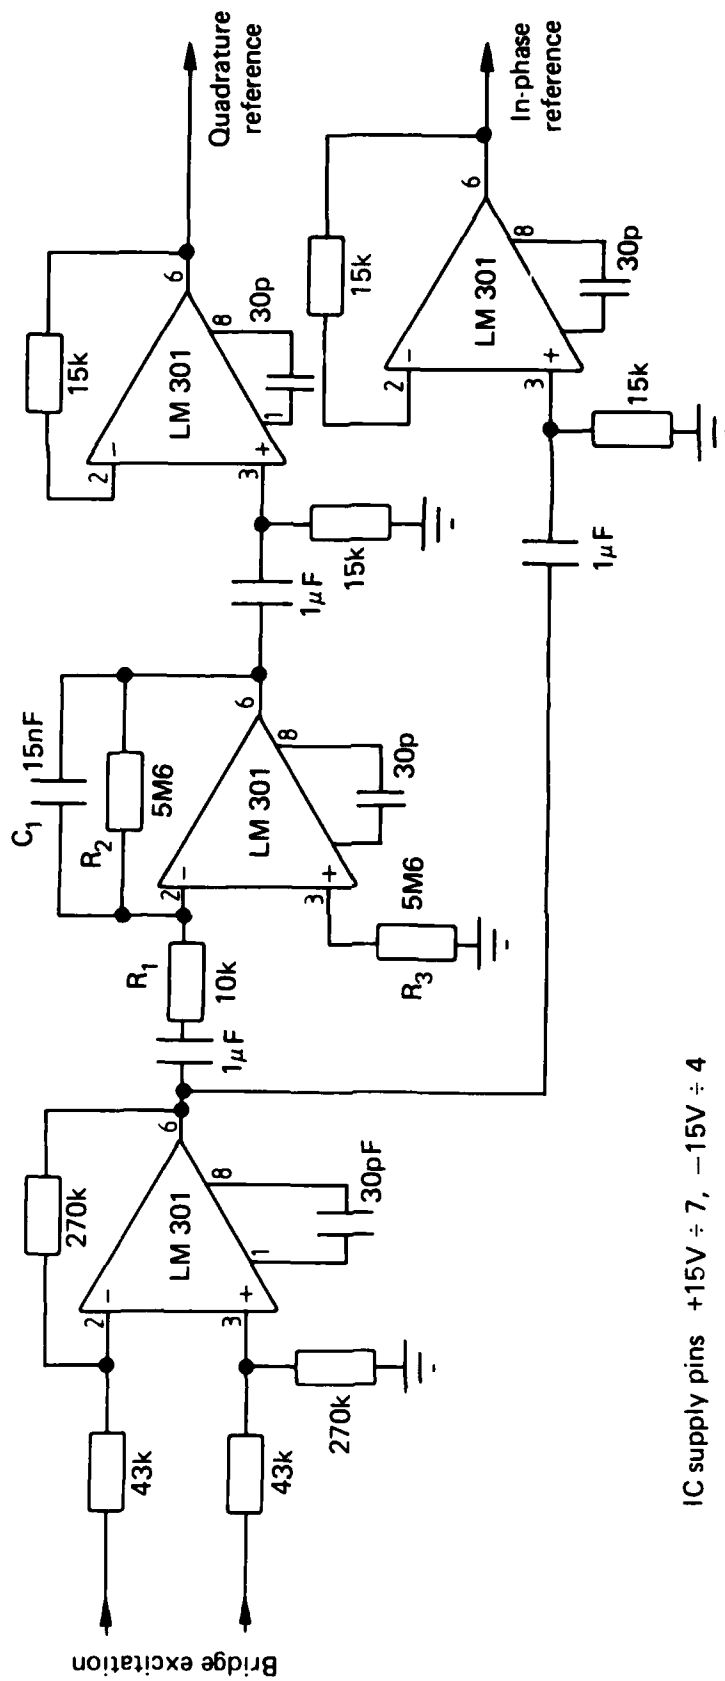 Bridge excitation
43k
43k
270k
270k
2
−
3
+
LM 301
1
8
6
30pF
1μF
R1
10k
C1
15nF
R2
5M6
2
−
3
+
LM 301
8
6
30p
R3
5M6
1μF
15k
2
−
3
+
LM 301
1
8
6
30p
15k
Quadrature
reference
1μF
15k
2
−
3
+
LM 301
8
6
30p
15k
In-phase
reference
IC supply pins +15V ÷ 7, −15V ÷ 4